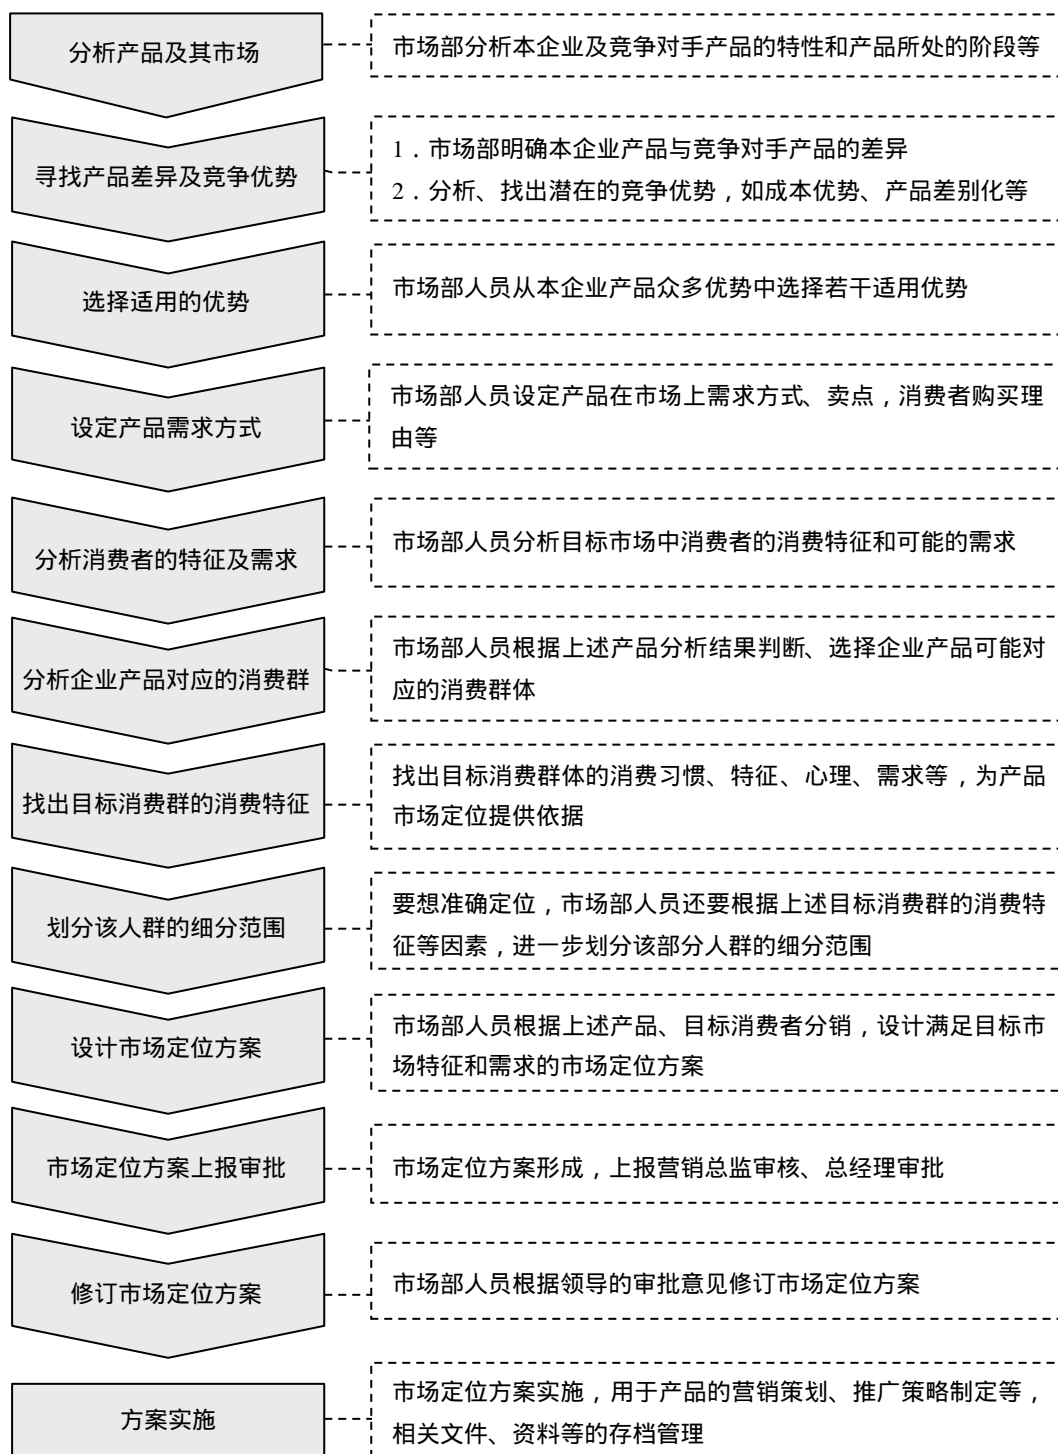 分析产品及其市场
市场部分析本企业及竞争对手产品的特性和产品所处的阶段等
寻找产品差异及竞争优势
1．市场部明确本企业产品与竞争对手产品的差异
2．分析、找出潜在的竞争优势，如成本优势、产品差别化等
选择适用的优势
市场部人员从本企业产品众多优势中选择若干适用优势
设定产品需求方式
市场部人员设定产品在市场上需求方式、卖点，消费者购买理
由等
分析消费者的特征及需求
市场部人员分析目标市场中消费者的消费特征和可能的需求
分析企业产品对应的消费群
市场部人员根据上述产品分析结果判断、选择企业产品可能对
应的消费群体
找出目标消费群的消费特征
找出目标消费群体的消费习惯、特征、心理、需求等，为产品
市场定位提供依据
划分该人群的细分范围
要想准确定位，市场部人员还要根据上述目标消费群的消费特
征等因素，进一步划分该部分人群的细分范围
设计市场定位方案
市场部人员根据上述产品、目标消费者分销，设计满足目标市
场特征和需求的市场定位方案
市场定位方案上报审批
市场定位方案形成，上报营销总监审核、总经理审批
修订市场定位方案
市场部人员根据领导的审批意见修订市场定位方案
方案实施
市场定位方案实施，用于产品的营销策划、推广策略制定等，
相关文件、资料等的存档管理